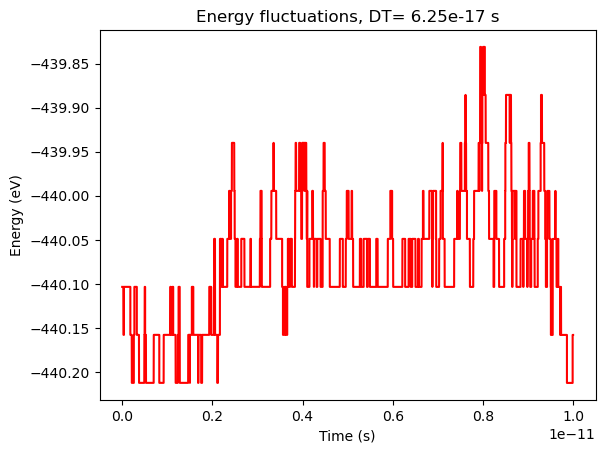 Energy fluctuations, DT= 6.25e-17 s
−439.85
−439.90
−439.95
−440.00
−440.05
−440.10
−440.15
−440.20
Energy (eV)
0.0 0.2 0.4 0.6 0.8 1.0
1e−11
Time (s)